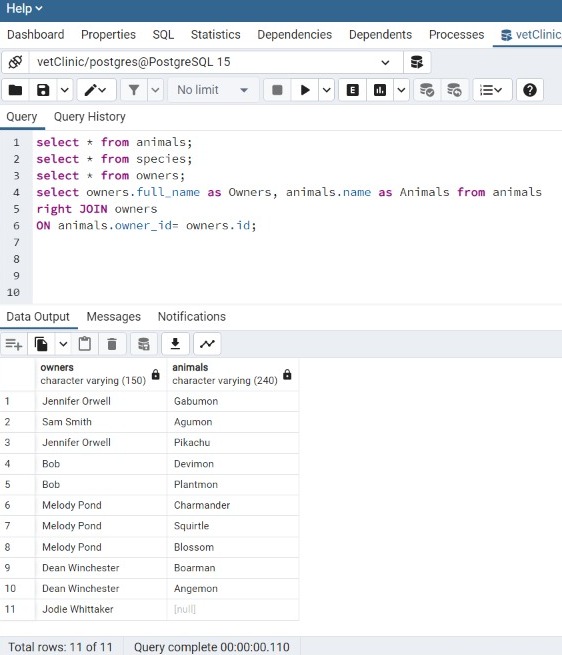 Help
Dashboard Properties SQL Statistics Dependencies Dependents Processes vetClinic
vetClinic/postgres@PostgreSQL 15
No limit E
Query Query History
1 select * from animals;
2 select * from species;
3 select * from owners;
4 select owners.full_name as Owners, animals.name as Animals from animals
5 right JOIN owners
6 ON animals.owner_id= owners.id;
7
8
9
10
Data Output Messages Notifications
owners animals
character varying (150) character varying (240)
1 Jennifer Orwell Gabumon
2 Sam Smith Agumon
3 Jennifer Orwell Pikachu
4 Bob Devimon
5 Bob Plantmon
6 Melody Pond Charmander
7 Melody Pond Squirtle
8 Melody Pond Blossom
9 Dean Winchester Boarman
10 Dean Winchester Angemon
11 Jodie Whittaker [null]
Total rows: 11 of 11 Query complete 00:00:00.110